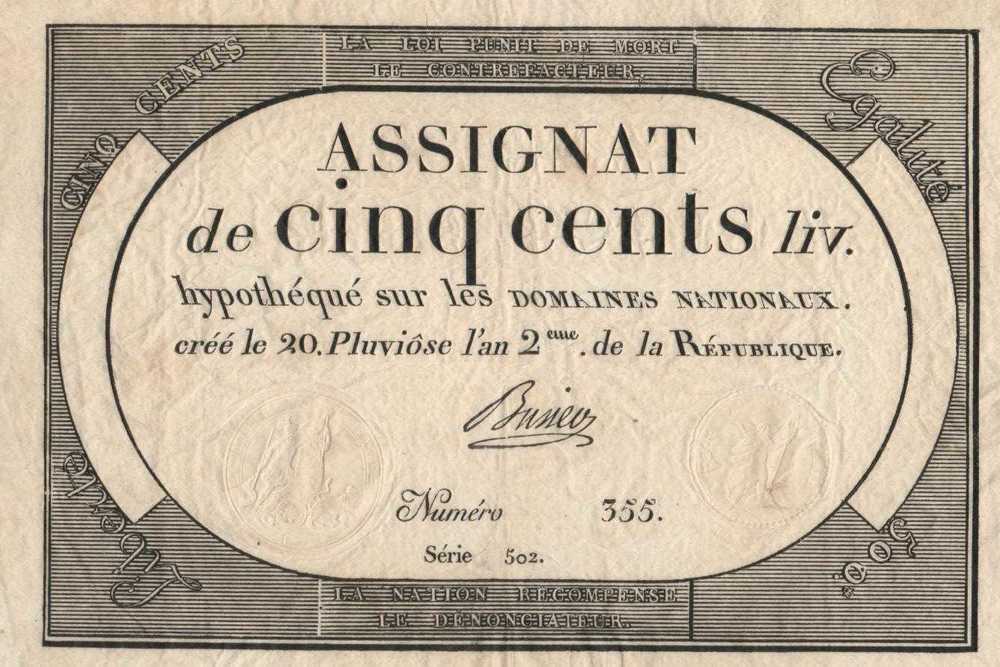 LA LOI PUNIT DE MORT
LE CONTREFACTEUR.
CINQ CENTS
Egalité
ASSIGNAT
de cinq cents liv.
hypothéqué sur les DOMAINES NATIONAUX.
créé le 20. Pluviôse l'an 2eme. de la RÉPUBLIQUE.
Numéro 355.
Série 502.
Liberté
500.
LA NATION RÉCOMPENSE
LE DÉNONCIATEUR.